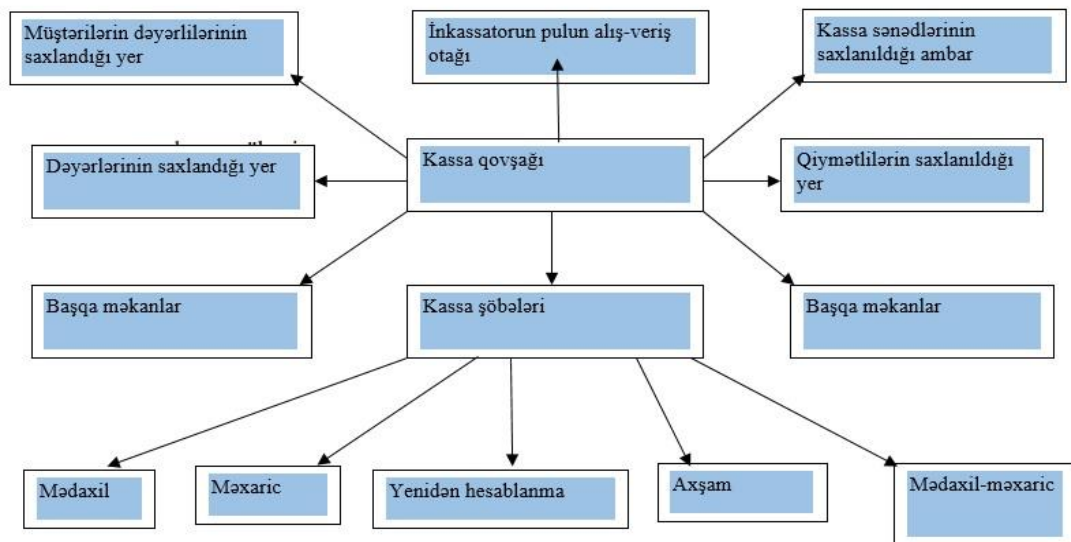 Müştərilərin dəyərlilərinin
saxlandığı yer
İnkassatorun pulun alış-veriş
otağı
Kassa sənədlərinin
saxlanıldığı ambar
Dəyərlərinin saxlandığı yer
Kassa qovşağı
Qiymətlilərin saxlanıldığı
yer
Başqa məkanlar
Kassa şöbələri
Başqa məkanlar
Mədaxil
Məxaric
Yenidən hesablanma
Axşam
Mədaxil-məxaric